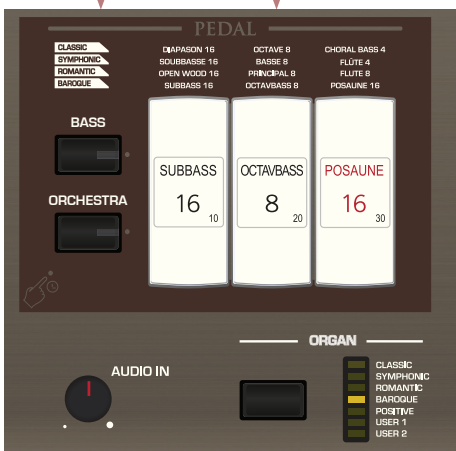 PEDAL
CLASSIC
SYMPHONIC
ROMANTIC
BAROQUE
DIAPASON 16
SOUBBASSE 16
OPEN WOOD 16
SUBBASS 16
OCTAVE 8
BASSE 8
PRINCIPAL 8
OCTAVBASS 8
CHORAL BASS 4
FLÛTE 4
FLUTE 8
POSAUNE 16
BASS
ORCHESTRA
SUBBASS
16
10
OCTAVBASS
8
20
POSAUNE
16
30
ORGAN
AUDIO IN
CLASSIC
SYMPHONIC
ROMANTIC
BAROQUE
POSITIVE
USER 1
USER 2